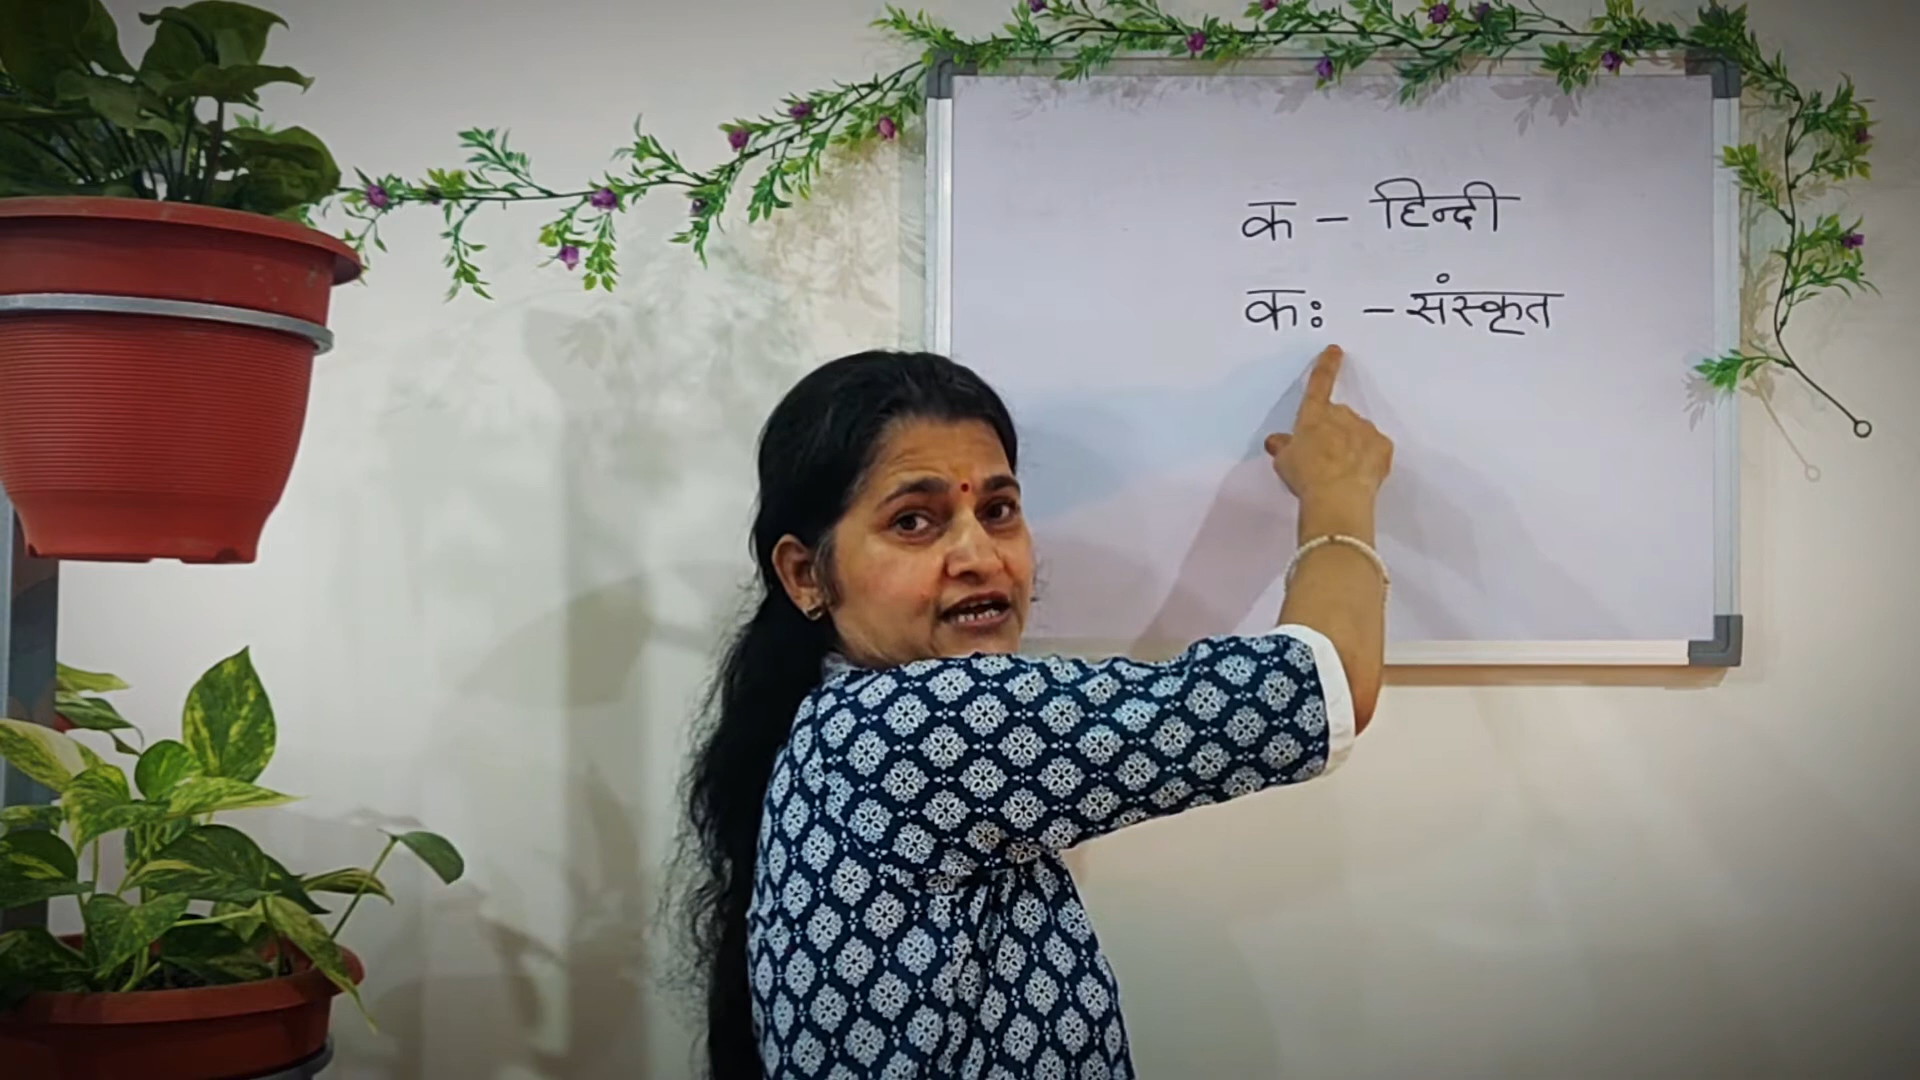 क - हिन्दी
कः - संस्कृत